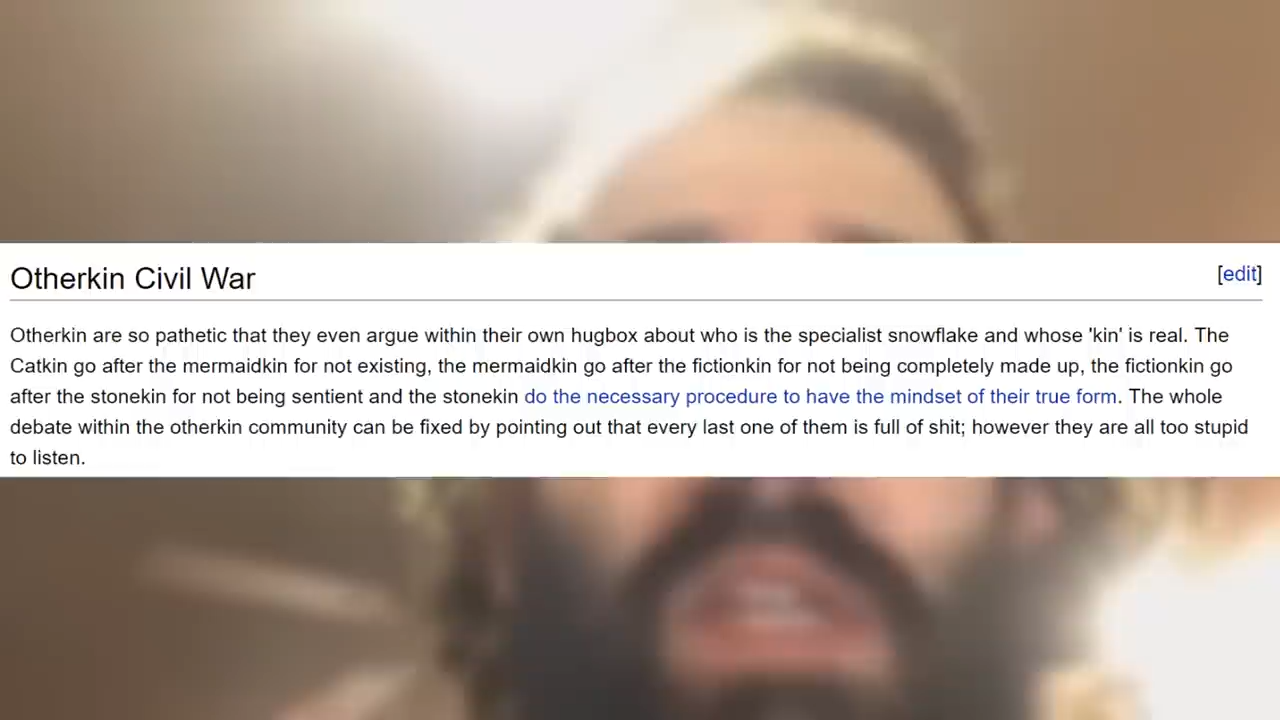 Otherkin Civil War
[edit]
Otherkin are so pathetic that they even argue within their own hugbox about who is the specialist snowflake and whose 'kin' is real. The
Catkin go after the mermaidkin for not existing, the mermaidkin go after the fictionkin for not being completely made up, the fictionkin go
after the stonekin for not being sentient and the stonekin do the necessary procedure to have the mindset of their true form. The whole
debate within the otherkin community can be fixed by pointing out that every last one of them is full of shit; however they are all too stupid
to listen.